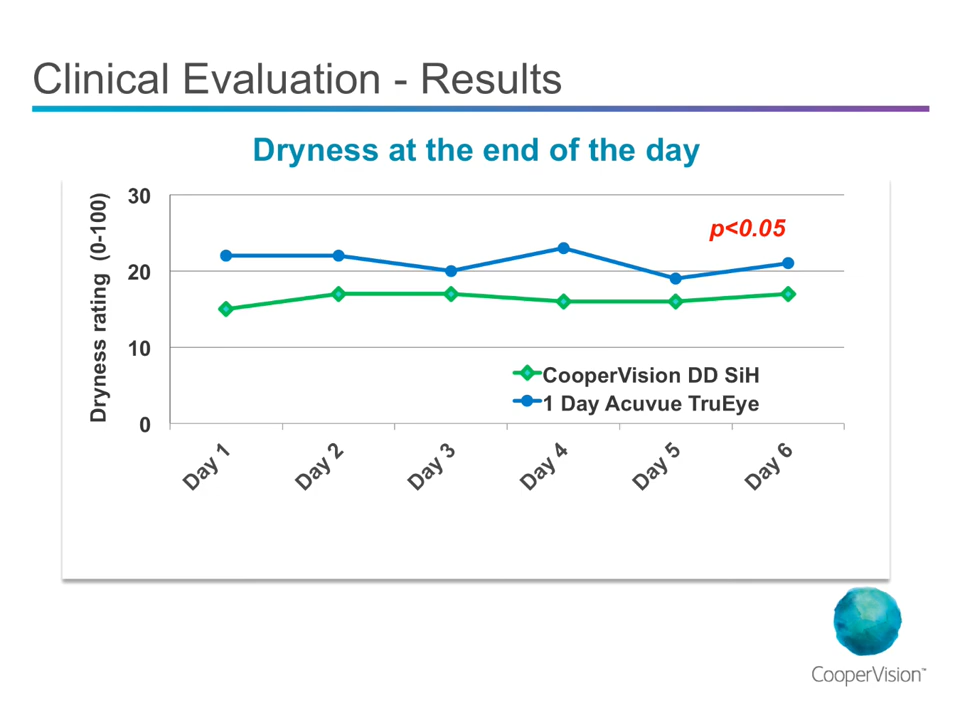 Clinical Evaluation - Results
Dryness at the end of the day
Dryness rating (0-100)
30
20
10
0
p<0.05
CooperVision DD SiH
1 Day Acuvue TruEye
Day 1
Day 2
Day 3
Day 4
Day 5
Day 6
CooperVision™